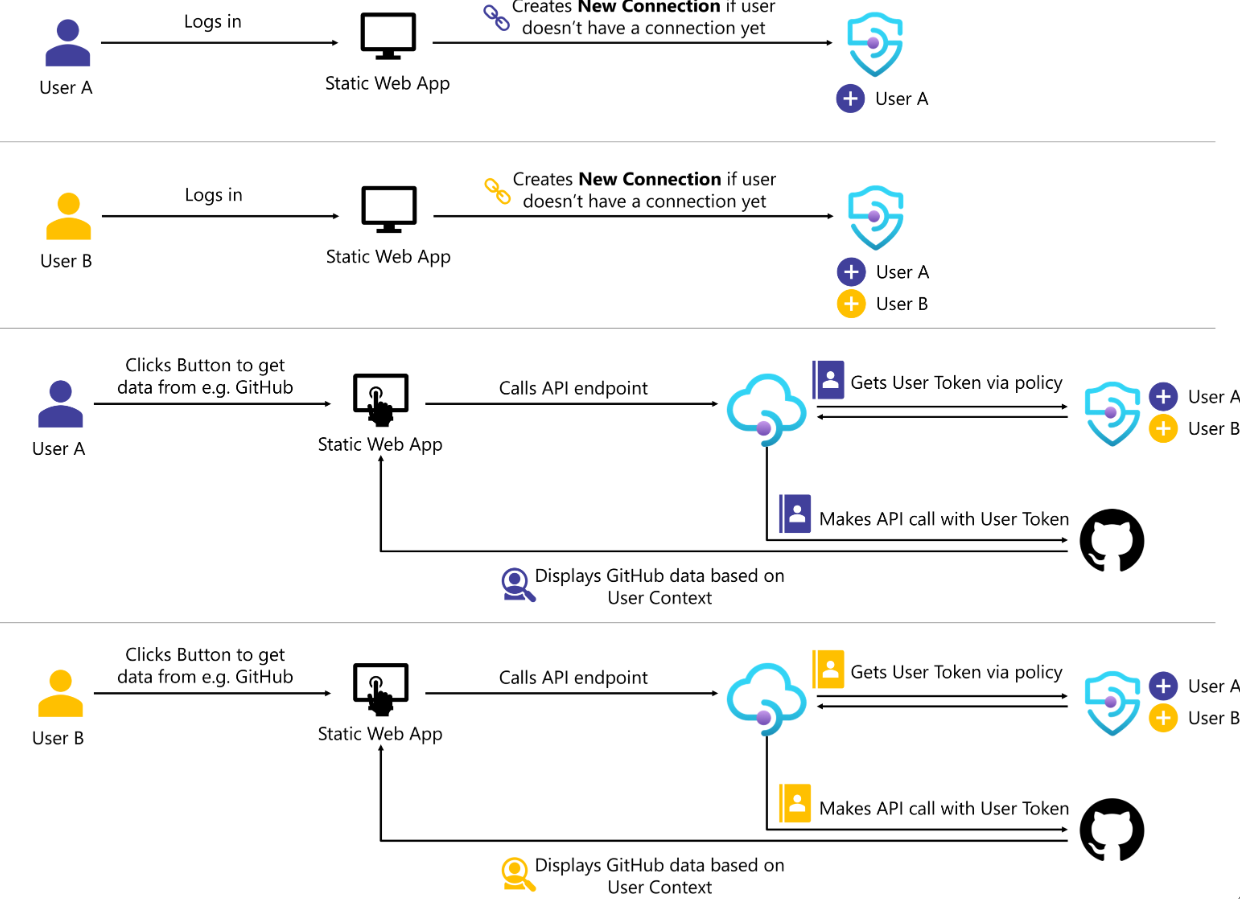 Creates New Connection if user
Logs in
doesn't have a connection yet
User A
Static Web App
User A
Creates New Connection if user
Logs in
doesn't have a connection yet
User B
Static Web App
User A
User B
Clicks Button to get
data from e.g. GitHub
Calls API endpoint
Gets User Token via policy
User A
User B
User A
Static Web App
Makes API call with User Token
Displays GitHub data based on
User Context
Clicks Button to get
data from e.g. GitHub
Calls API endpoint
Gets User Token via policy
User A
User B
User B
Static Web App
Makes API call with User Token
Displays GitHub data based on
User Context